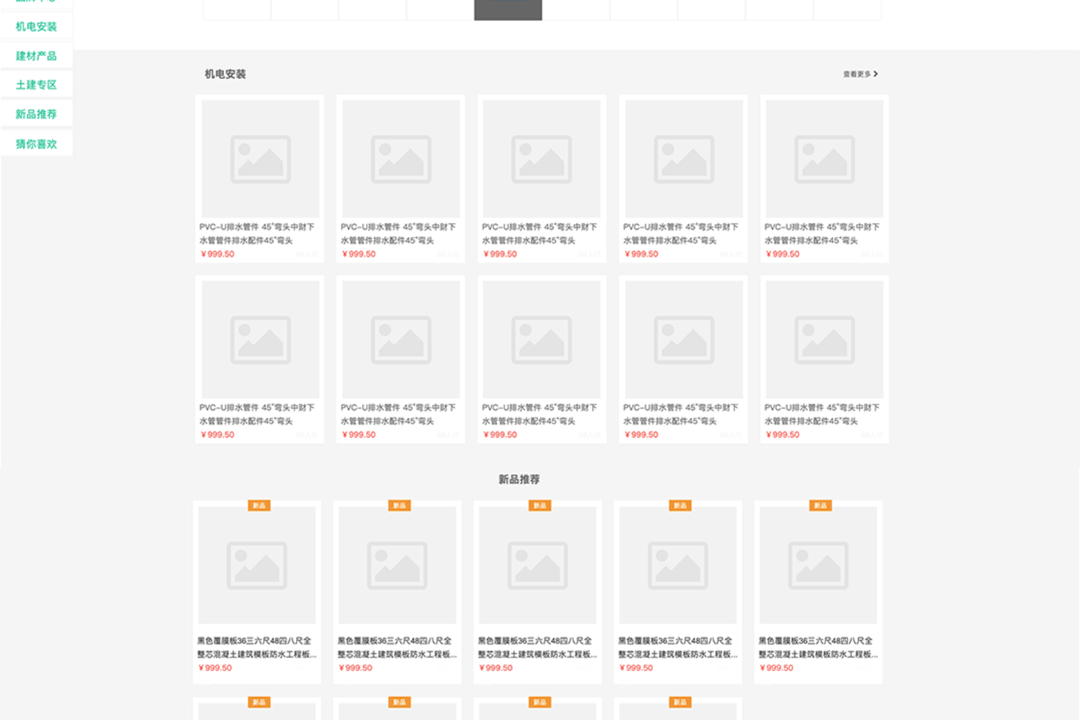 机电安装
建材产品
土建专区
新品推荐
猜你喜欢
机电安装
查看更多
PVC-U排水管件 45°弯头中财下
水管管件排水配件45°弯头
¥999.50
PVC-U排水管件 45°弯头中财下
水管管件排水配件45°弯头
¥999.50
PVC-U排水管件 45°弯头中财下
水管管件排水配件45°弯头
¥999.50
PVC-U排水管件 45°弯头中财下
水管管件排水配件45°弯头
¥999.50
PVC-U排水管件 45°弯头中财下
水管管件排水配件45°弯头
¥999.50
PVC-U排水管件 45°弯头中财下
水管管件排水配件45°弯头
¥999.50
PVC-U排水管件 45°弯头中财下
水管管件排水配件45°弯头
¥999.50
PVC-U排水管件 45°弯头中财下
水管管件排水配件45°弯头
¥999.50
PVC-U排水管件 45°弯头中财下
水管管件排水配件45°弯头
¥999.50
PVC-U排水管件 45°弯头中财下
水管管件排水配件45°弯头
¥999.50
新品推荐
新品
黑色覆膜板36三六尺48四八尺全
整芯混凝土建筑模板防水工程板...
¥999.50
新品
黑色覆膜板36三六尺48四八尺全
整芯混凝土建筑模板防水工程板...
¥999.50
新品
黑色覆膜板36三六尺48四八尺全
整芯混凝土建筑模板防水工程板...
¥999.50
新品
黑色覆膜板36三六尺48四八尺全
整芯混凝土建筑模板防水工程板...
¥999.50
新品
黑色覆膜板36三六尺48四八尺全
整芯混凝土建筑模板防水工程板...
¥999.50
新品
新品
新品
新品